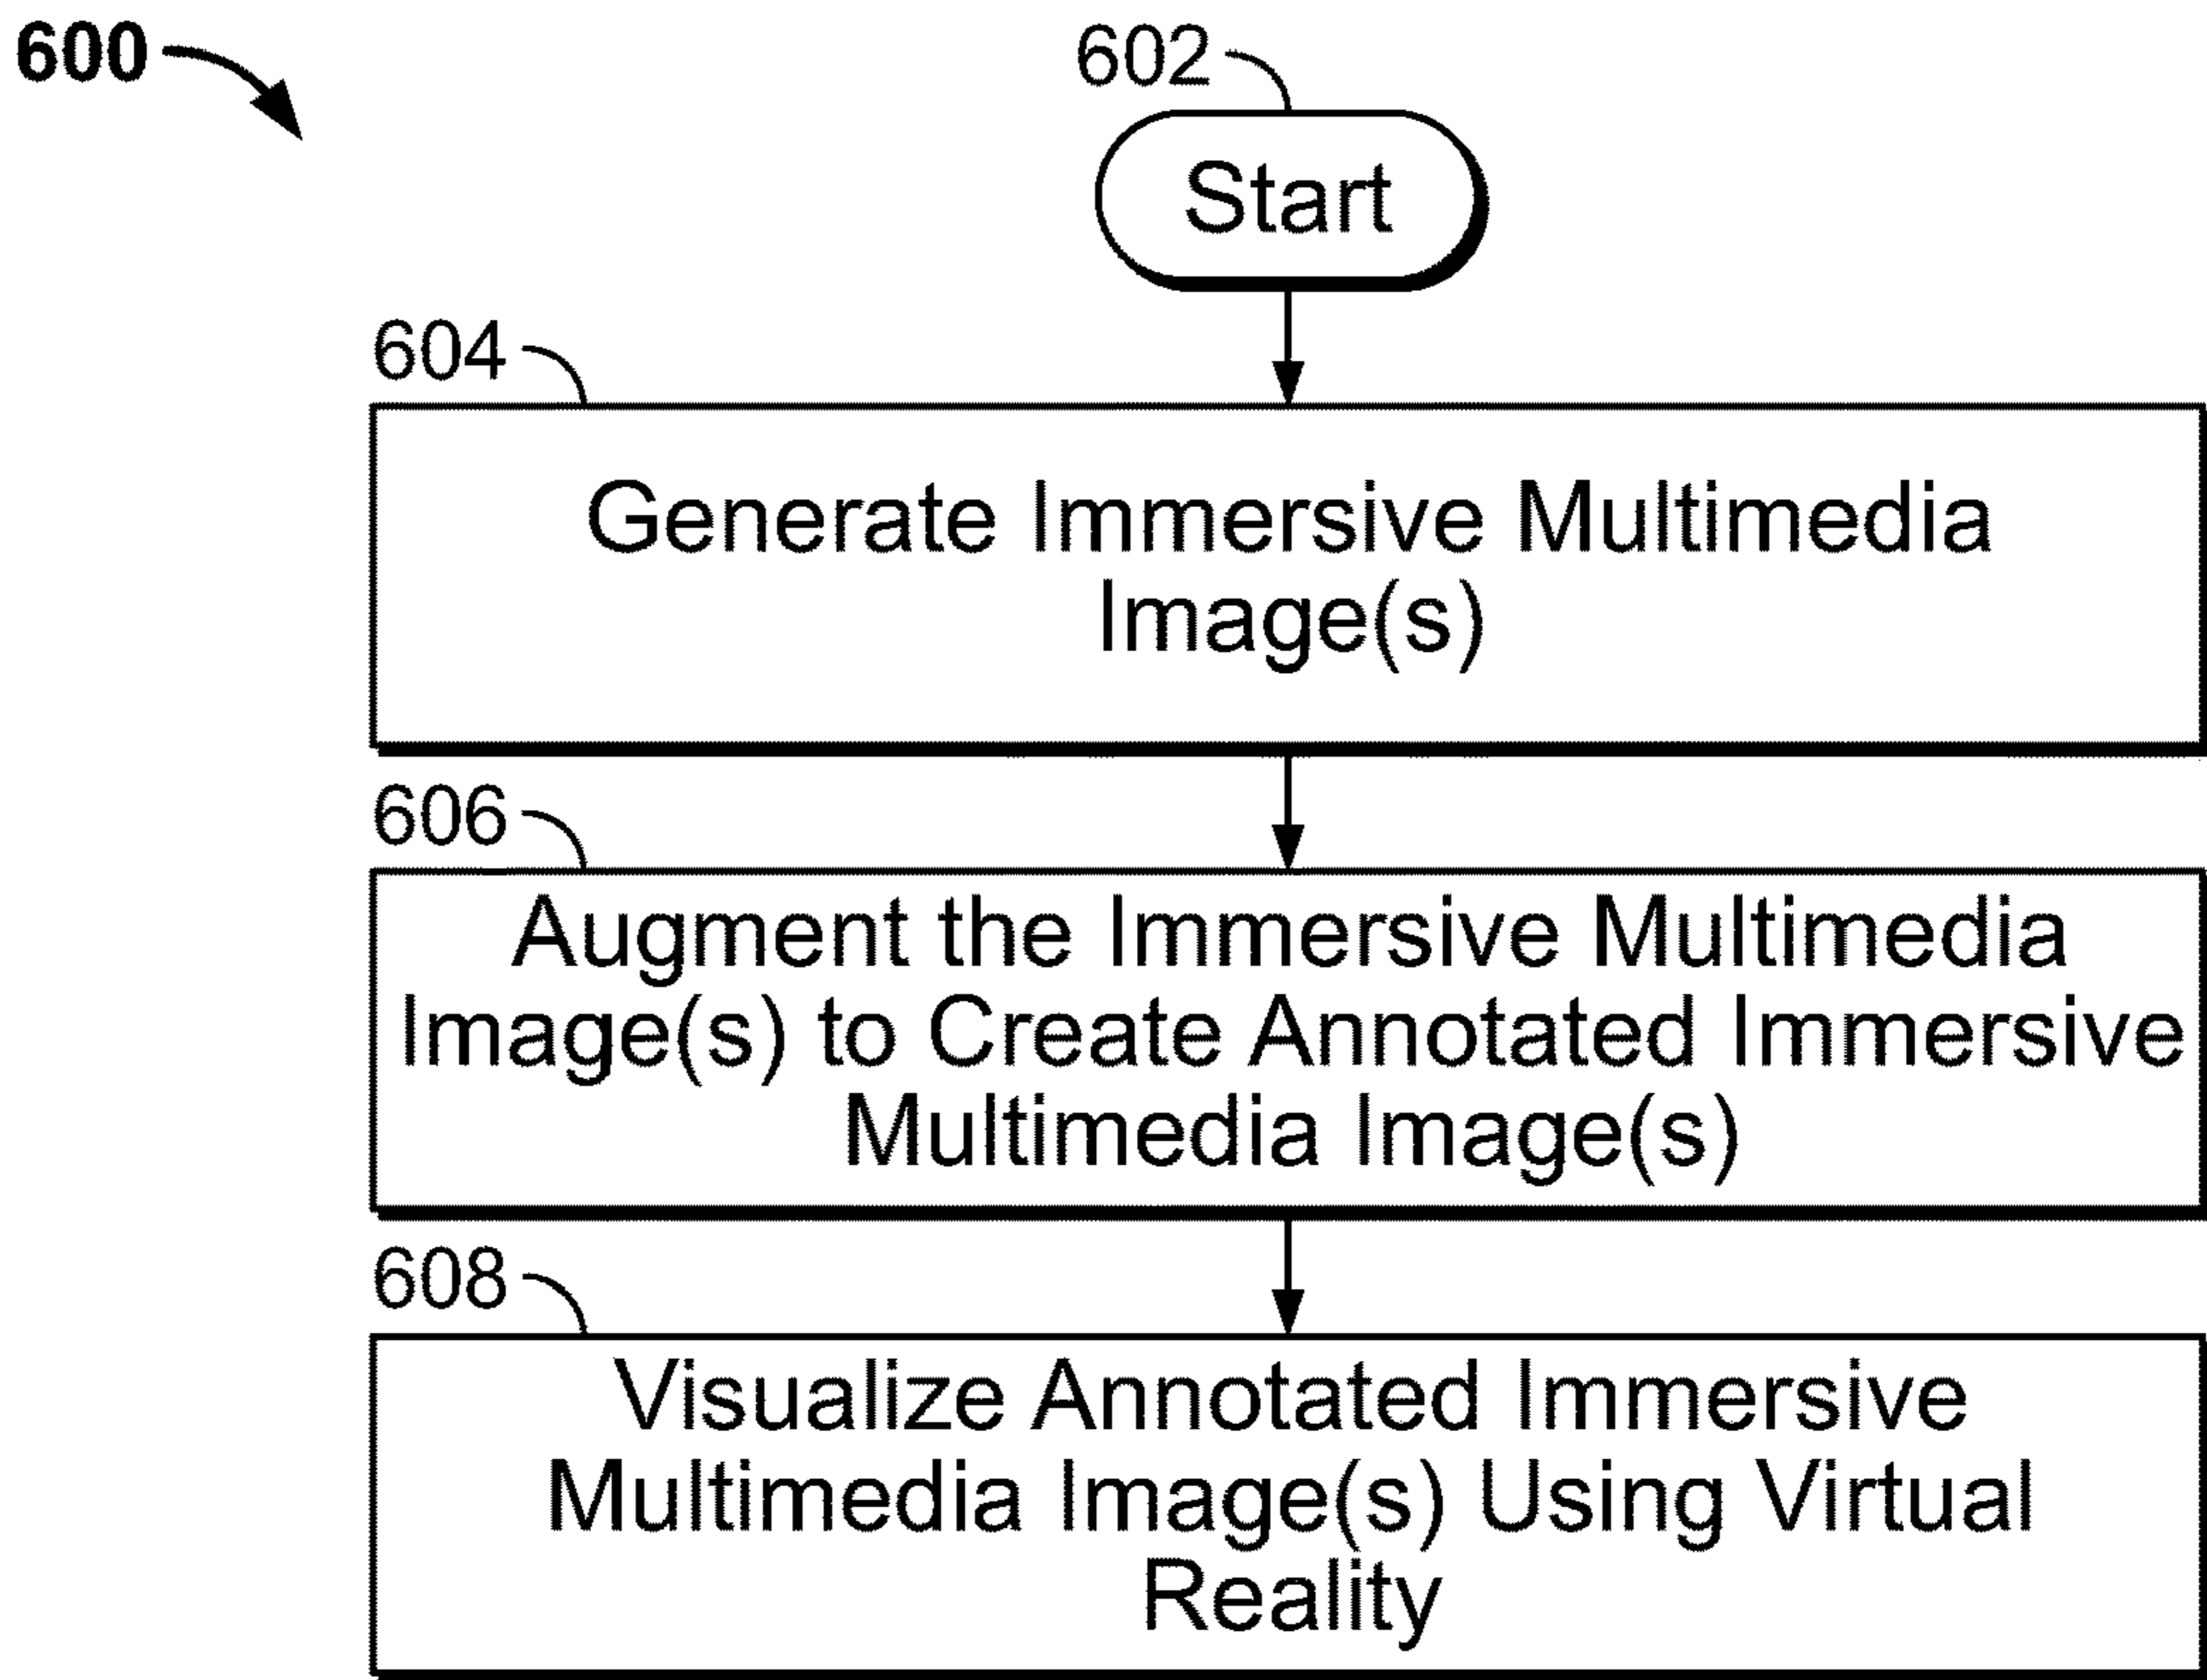 600
602
Start
604
Generate Immersive Multimedia
Image(s)
606
Augment the Immersive Multimedia
Image(s) to Create Annotated Immersive
Multimedia Image(s)
608
Visualize Annotated Immersive
Multimedia Image(s) Using Virtual
Reality